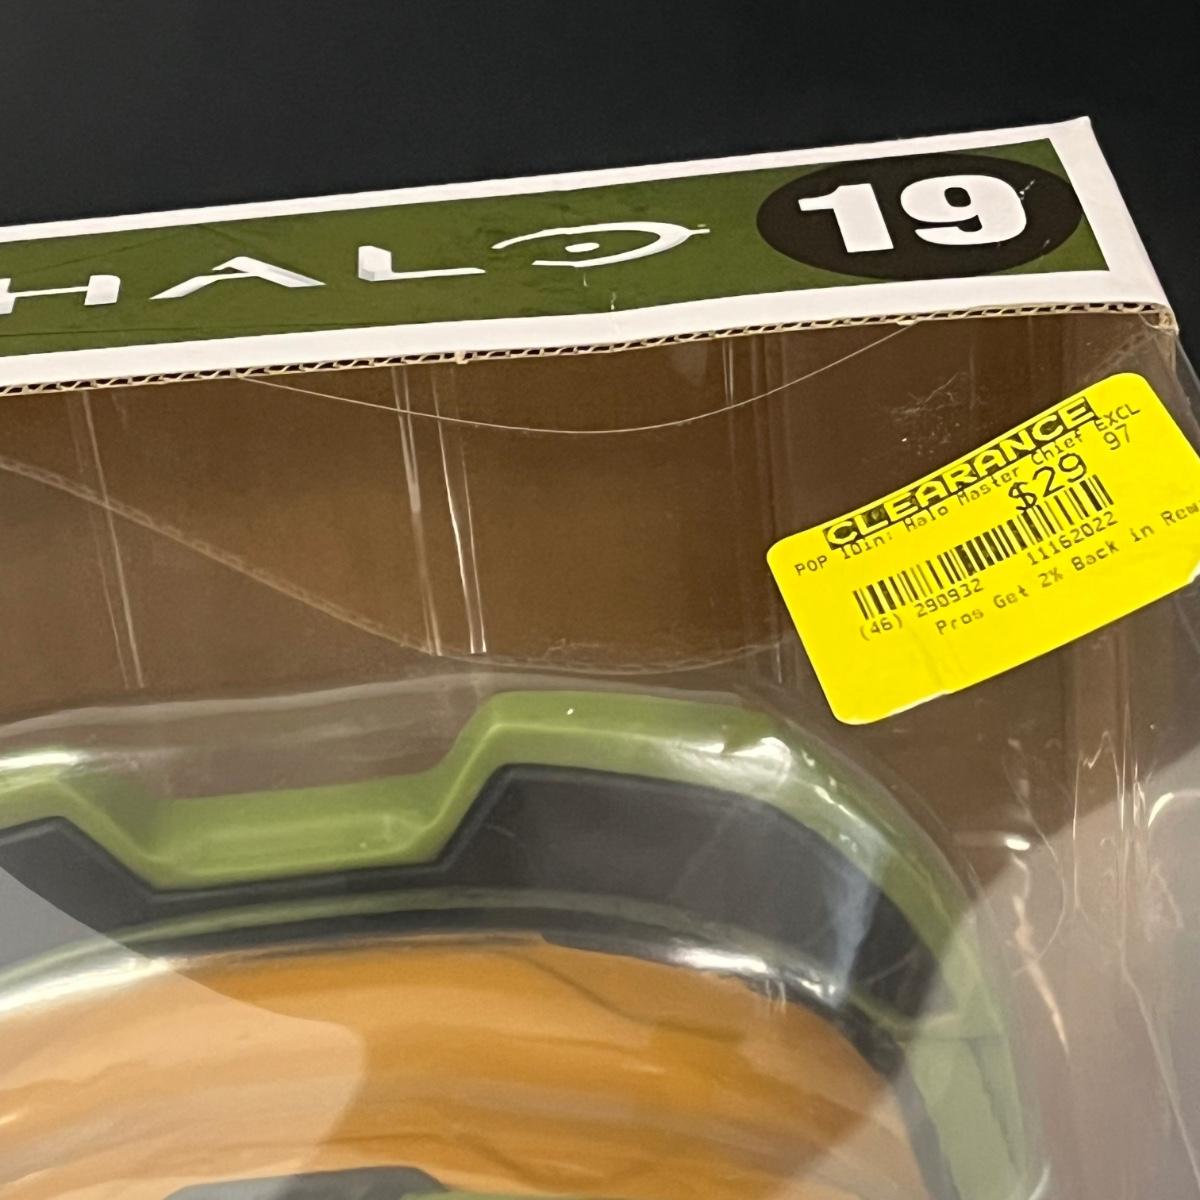 HALO
19
CLEARANCE
POP 10in: Halo Master Chief EXCL
$29 97
(46) 290932 11162022
Pros Get 2% Back in